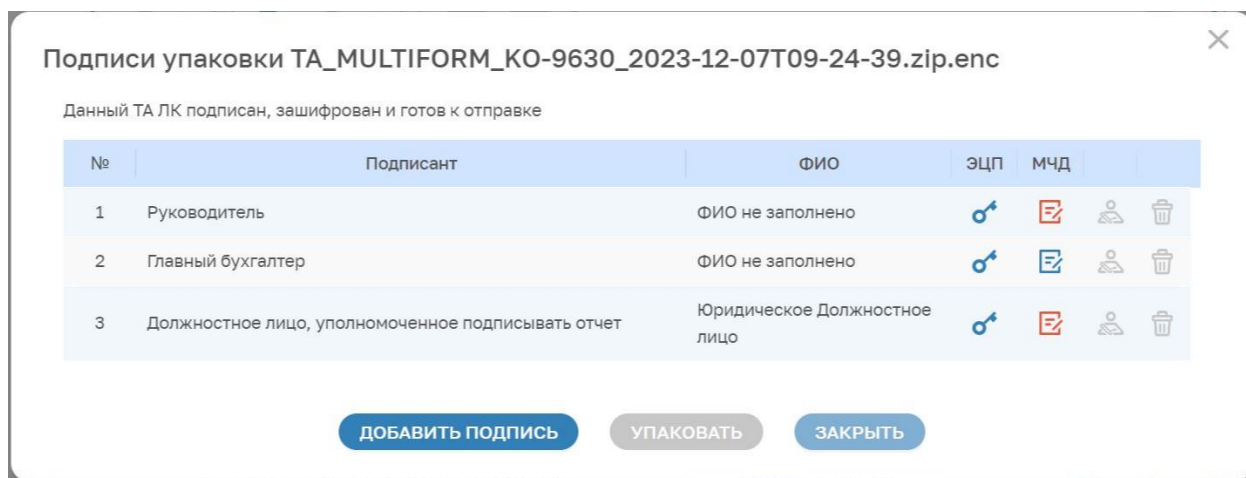 Подписи упаковки TA_MULTIFORM_KO-9630_2023-12-07T09-24-39.zip.enc
Данный ТА ЛК подписан, зашифрован и готов к отправке
№ Подписант ФИО ЭЦП МЧД
1 Руководитель ФИО не заполнено
2 Главный бухгалтер ФИО не заполнено
3 Должностное лицо, уполномоченное подписывать отчет Юридическое Должностное
лицо
ДОБАВИТЬ ПОДПИСЬ УПАКОВАТЬ ЗАКРЫТЬ